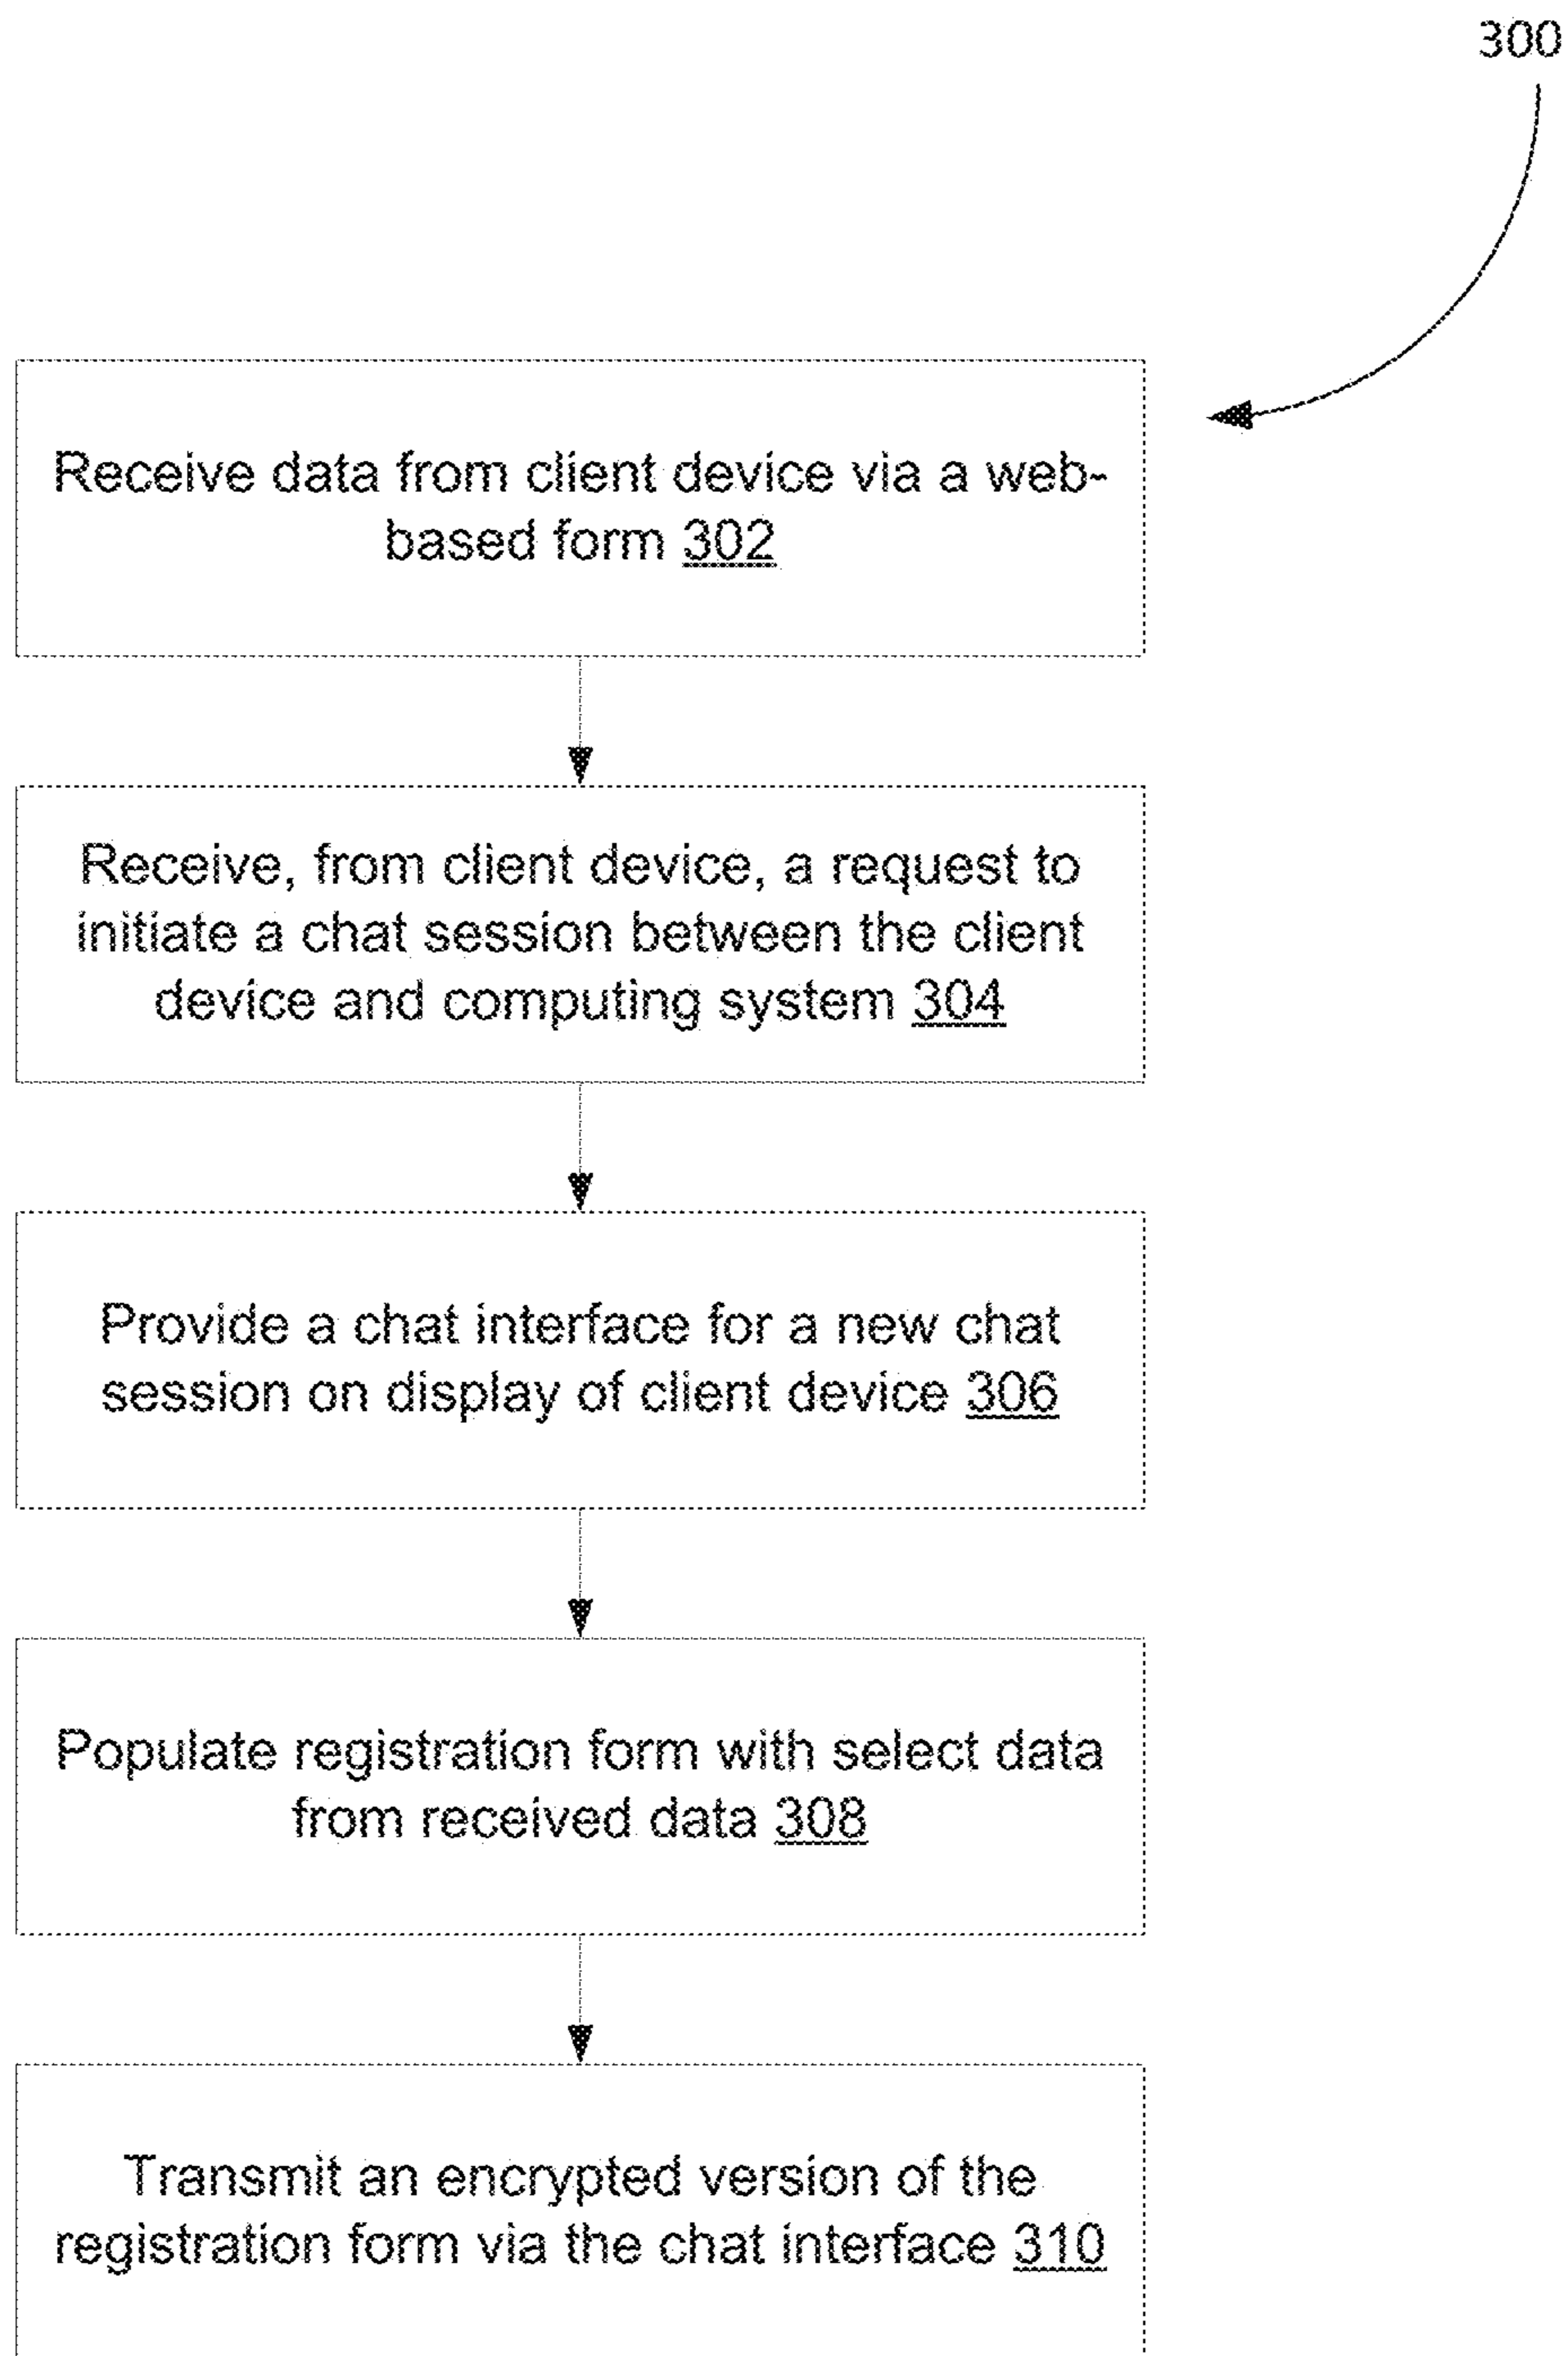 300
Receive data from client device via a web-
based form 302
Receive, from client device, a request to
initiate a chat session between the client
device and computing system 304
Provide a chat interface for a new chat
session on display of client device 306
Populate registration form with select data
from received data 308
Transmit an encrypted version of the
registration form via the chat interface 310